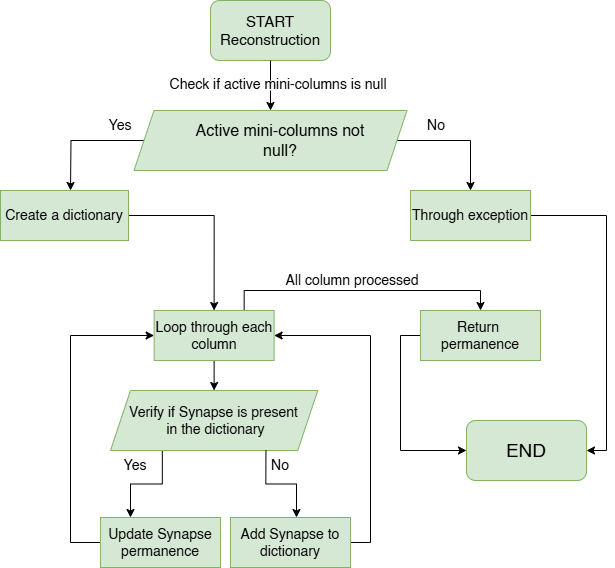 START
Reconstruction
Check if active mini-columns is null
Active mini-columns not
null?
Yes
No
Create a dictionary
Through exception
All column processed
Loop through each
column
Return
permanence
Verify if Synapse is present
in the dictionary
END
Yes
No
Update Synapse
permanence
Add Synapse to
dictionary